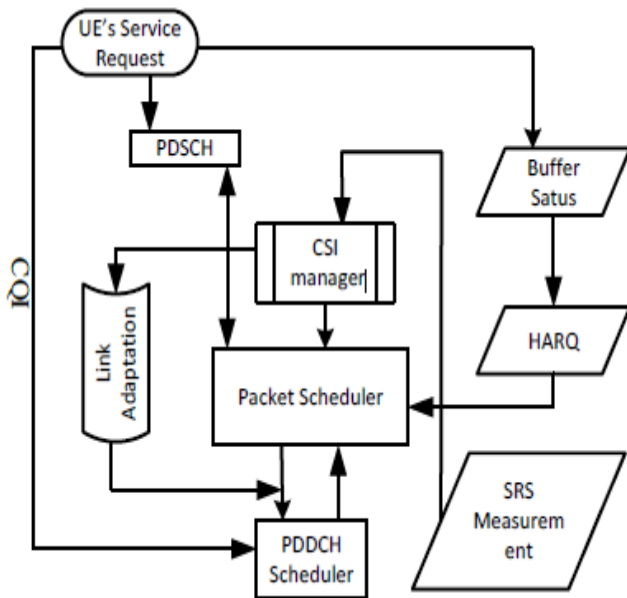 UE's Service
Request
PDSCH
Buffer
Satus
CSI
manager
CQI
Link
Adaptation
HARQ
Packet Scheduler
SRS
Measurem
ent
PDDCH
Scheduler